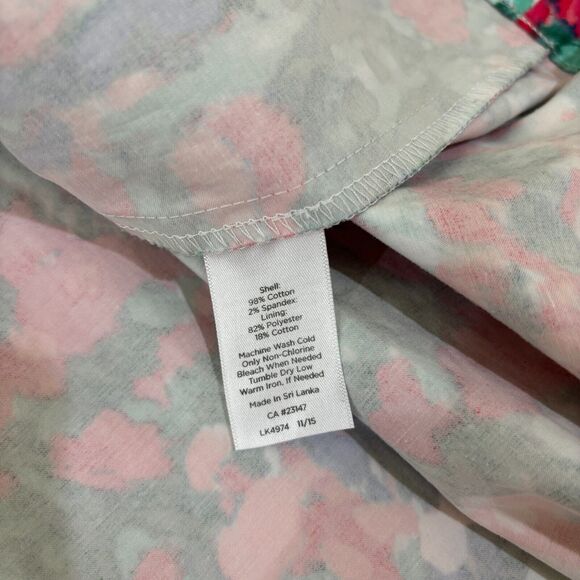 Shell:
98% Cotton
2% Spandex
Lining:
82% Polyester
18% Cotton
Machine Wash Cold
Only Non-Chlorine
Bleach When Needed
Tumble Dry Low
Warm Iron, If Needed
Made In Sri Lanka
CA #23147
LK4974 11/15